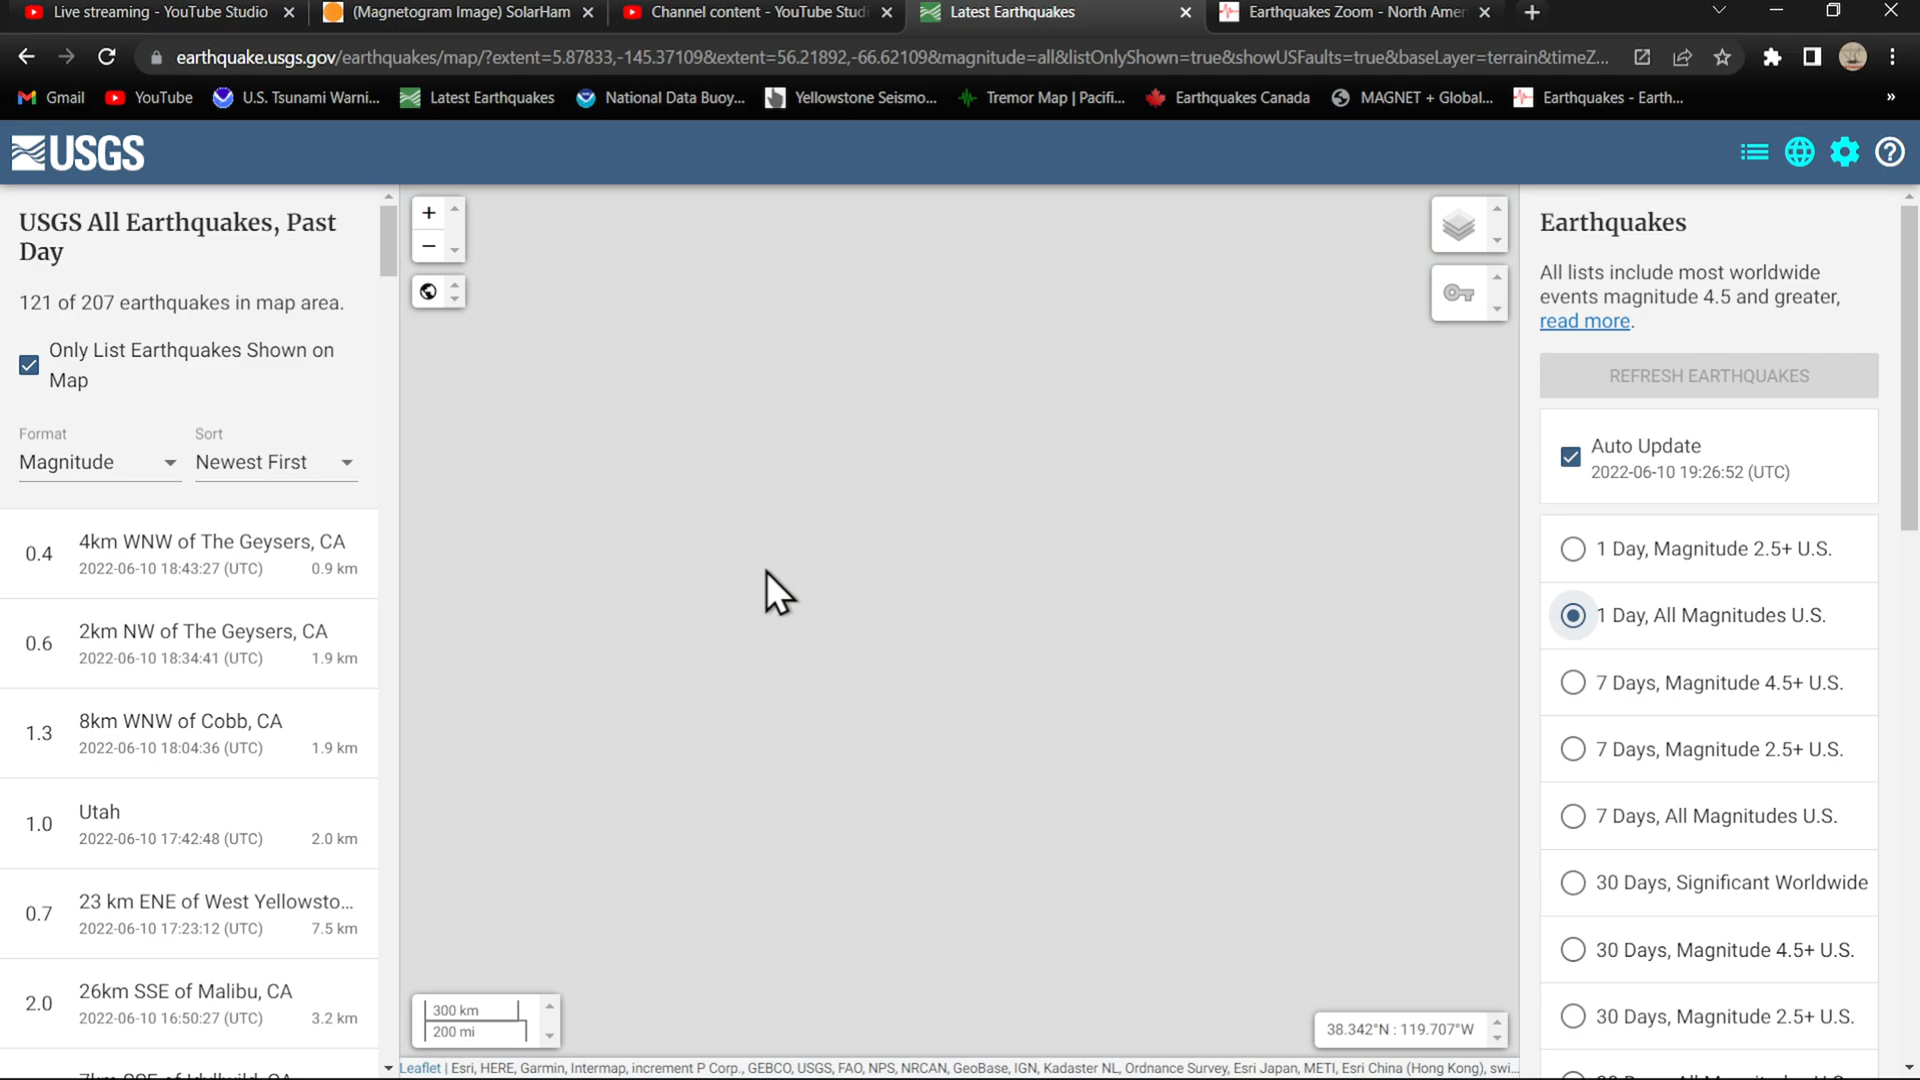 Live streaming - YouTube Studio
(Magnetogram Image) SolarHam
Channel content - YouTube Studi
Latest Earthquakes
Earthquakes Zoom - North Amer
earthquake.usgs.gov/earthquakes/map/?extent=5.87833,-145.37109&extent=56.21892,-66.62109&magnitude=all&listOnlyShown=true&showUSFaults=true&baseLayer=terrain&timeZ...
Gmail
YouTube
U.S. Tsunami Warni...
Latest Earthquakes
National Data Buoy...
Yellowstone Seismo...
Tremor Map | Pacifi...
Earthquakes Canada
MAGNET + Global...
Earthquakes - Earth...
»
USGS
USGS All Earthquakes, Past
Day
121 of 207 earthquakes in map area.
Only List Earthquakes Shown on
Map
Format
Sort
Magnitude
Newest First
0.4
4km WNW of The Geysers, CA
2022-06-10 18:43:27 (UTC) 0.9 km
0.6
2km NW of The Geysers, CA
2022-06-10 18:34:41 (UTC) 1.9 km
1.3
8km WNW of Cobb, CA
2022-06-10 18:04:36 (UTC) 1.9 km
1.0
Utah
2022-06-10 17:42:48 (UTC) 2.0 km
0.7
23 km ENE of West Yellowsto...
2022-06-10 17:23:12 (UTC) 7.5 km
2.0
26km SSE of Malibu, CA
2022-06-10 16:50:27 (UTC) 3.2 km
+
−
300 km
200 mi
38.342°N : 119.707°W
Leaflet | Esri, HERE, Garmin, Intermap, increment P Corp., GEBCO, USGS, FAO, NPS, NRCAN, GeoBase, IGN, Kadaster NL, Ordnance Survey, Esri Japan, METI, Esri China (Hong Kong), swi...
Earthquakes
All lists include most worldwide
events magnitude 4.5 and greater,
read more.
REFRESH EARTHQUAKES
Auto Update
2022-06-10 19:26:52 (UTC)
1 Day, Magnitude 2.5+ U.S.
1 Day, All Magnitudes U.S.
7 Days, Magnitude 4.5+ U.S.
7 Days, Magnitude 2.5+ U.S.
7 Days, All Magnitudes U.S.
30 Days, Significant Worldwide
30 Days, Magnitude 4.5+ U.S.
30 Days, Magnitude 2.5+ U.S.